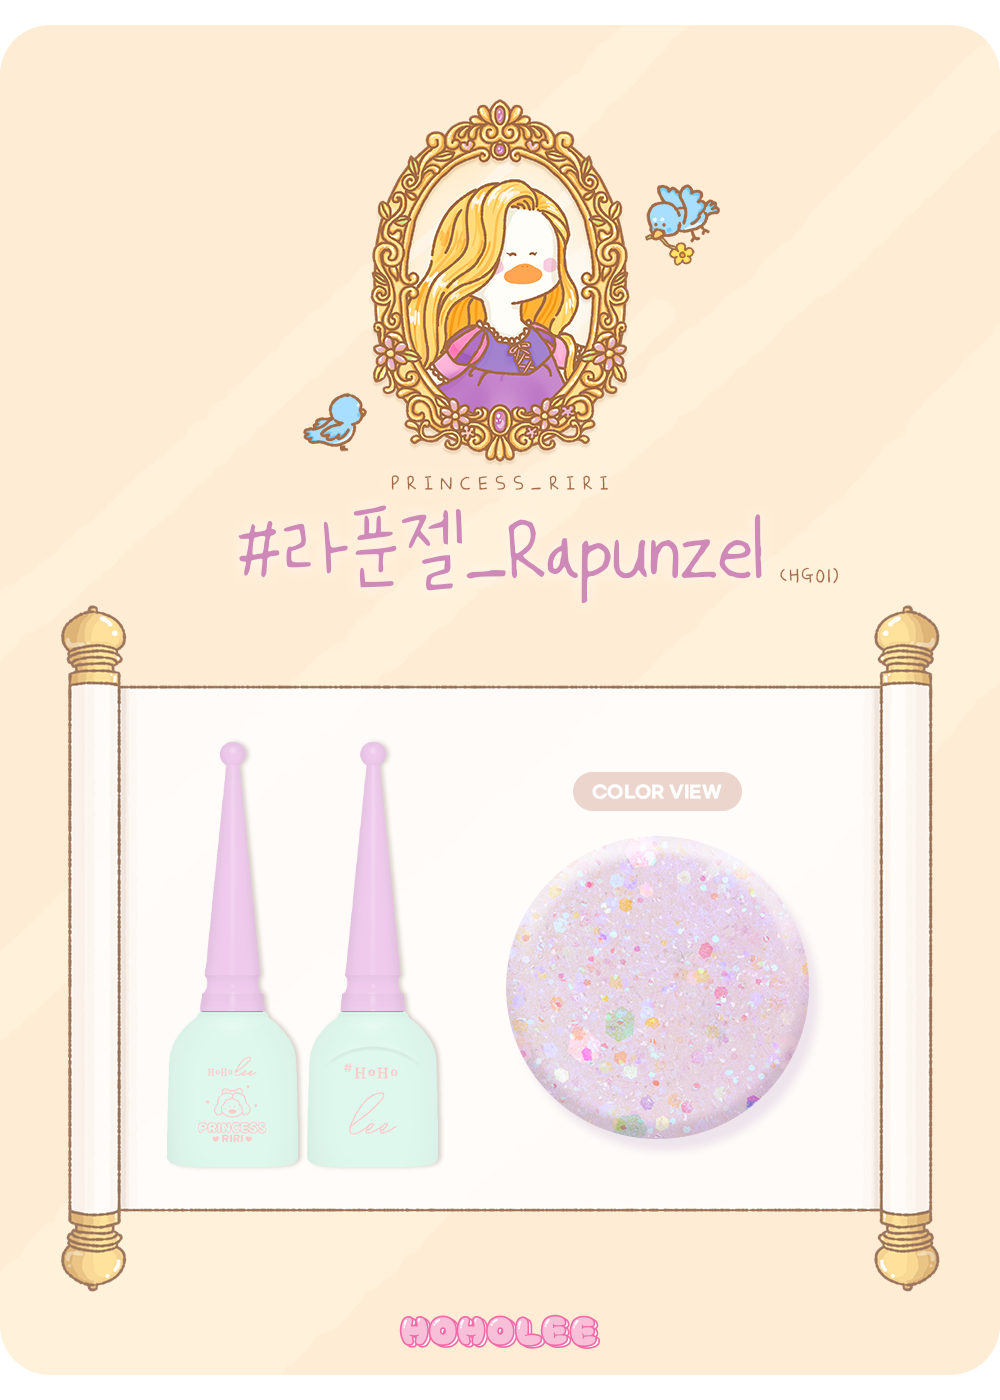 PRINCESS_RIRI
#라푼젤_Rapunzel (HG01)
COLOR VIEW
HOHO lee
PRINCESS
RIRI
#HOHO
lee
HOHOLEE